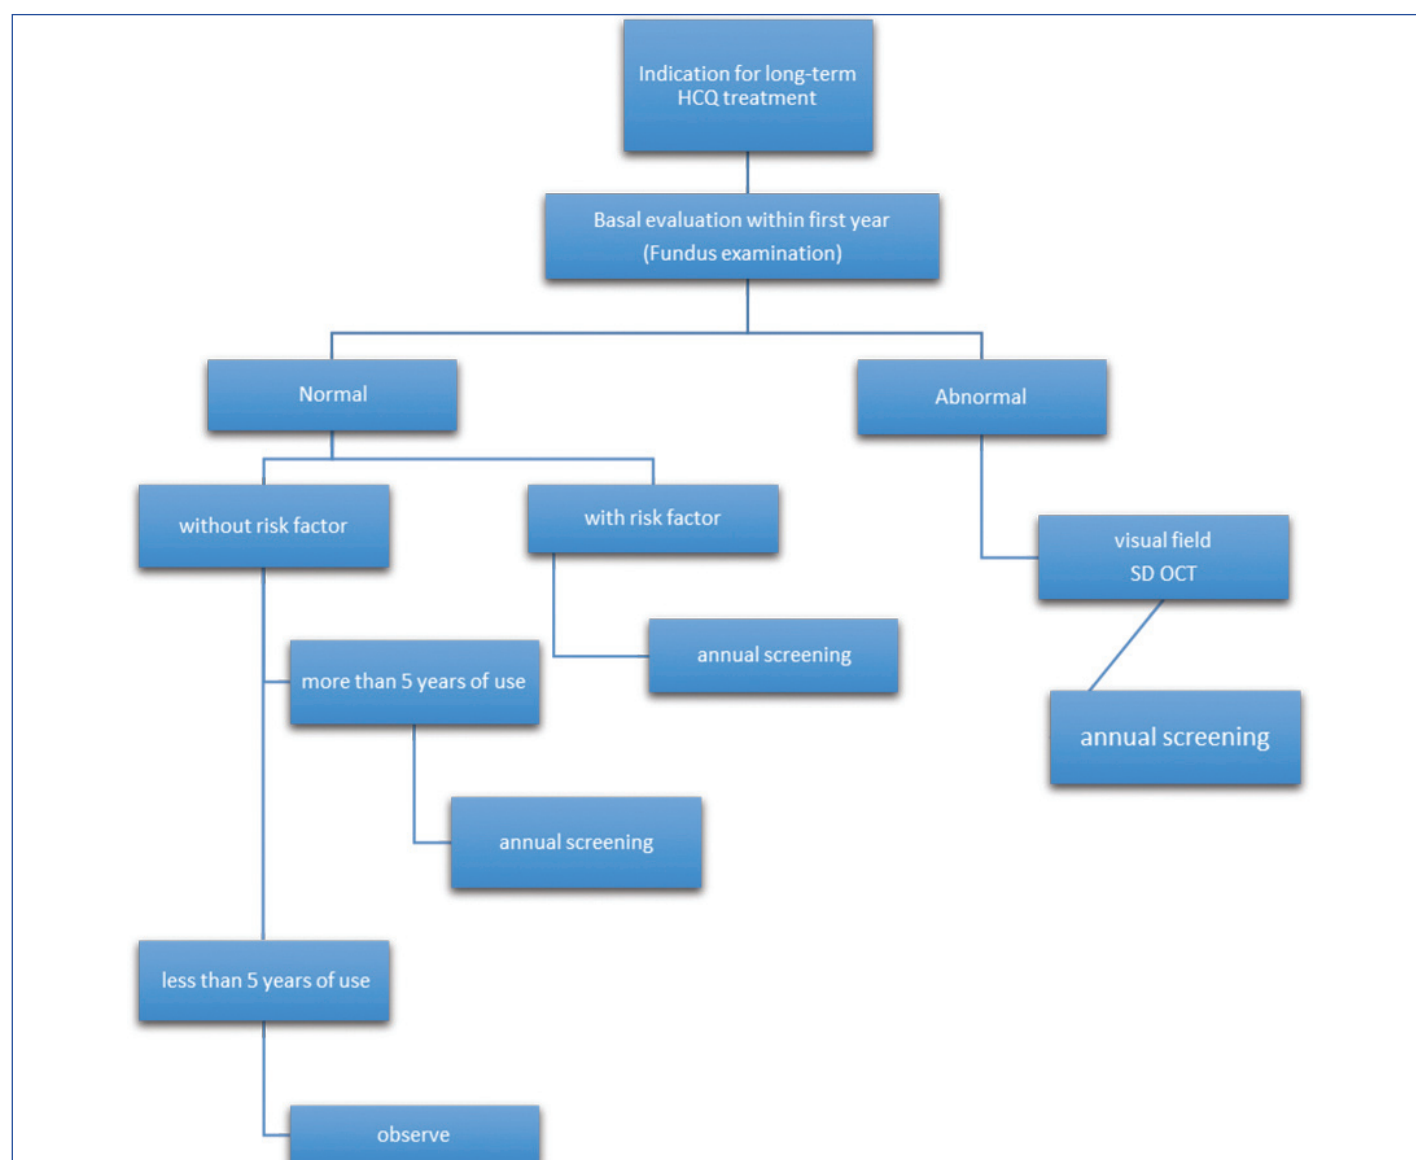 Indication for long-term
HCQ treatment
Basal evaluation within first year
(Fundus examination)
Normal
Abnormal
without risk factor
with risk factor
visual field
SD OCT
more than 5 years of use
annual screening
annual screening
annual screening
less than 5 years of use
observe